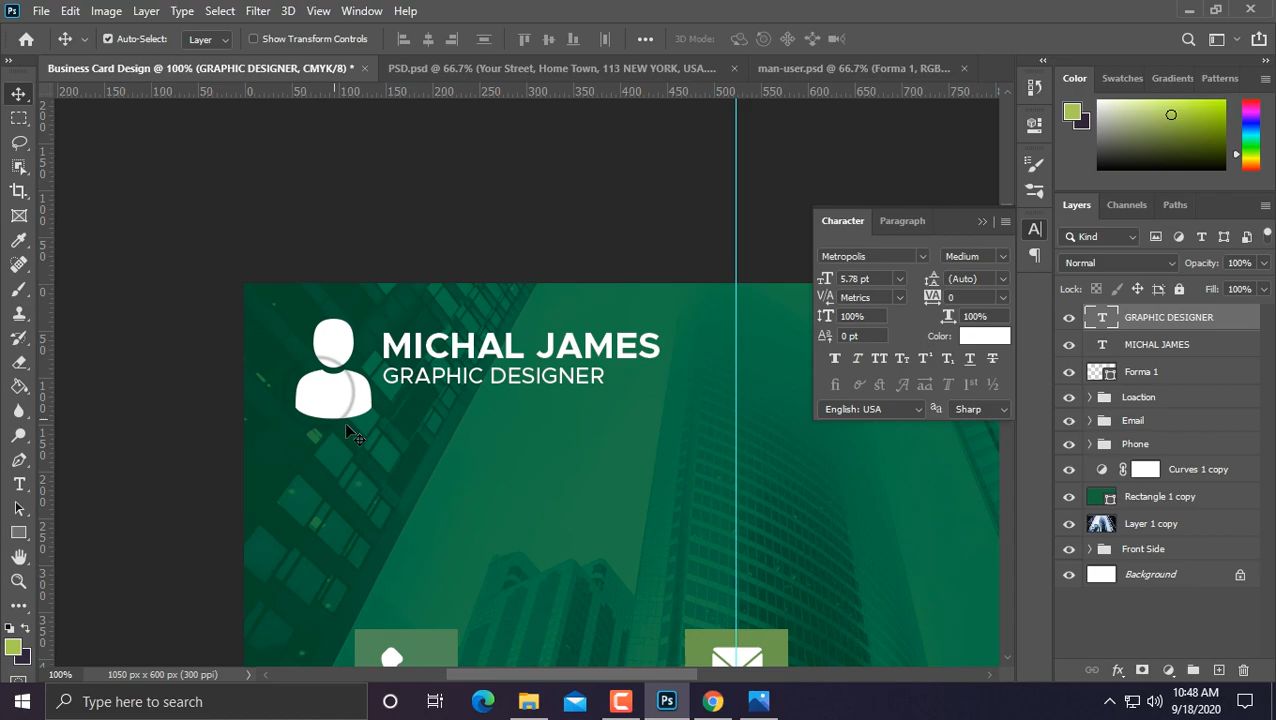 Ps File Edit Image Layer Type Select Filter 3D View Window Help
Auto-Select: Layer Show Transform Controls 3D Mode:
Business Card Design @ 100% (GRAPHIC DESIGNER, CMYK/8) * × PSD.psd @ 66.7% (Your Street, Home Town, 113 NEW YORK, USA.... × man-user.psd @ 66.7% (Forma 1, RGB... ×
200 150 100 50 0 50 100 150 200 250 300 350 400 450 500 550 600 650 700 750 800 850 900 950
Color Swatches Gradients Patterns
Character Paragraph
Metropolis Medium
5.78 pt (Auto)
Metrics 0
100% 100%
0 pt Color:
English: USA Sharp
Layers Channels Paths
Kind
Normal Opacity: 100%
Lock: Fill: 100%
GRAPHIC DESIGNER
MICHAL JAMES
Forma 1
Loaction
Email
Phone
Curves 1 copy
Rectangle 1 copy
Layer 1 copy
Front Side
Background
MICHAL JAMES
GRAPHIC DESIGNER
100% 1050 px x 600 px (300 ppi)
Type here to search
10:48 AM
9/18/2020